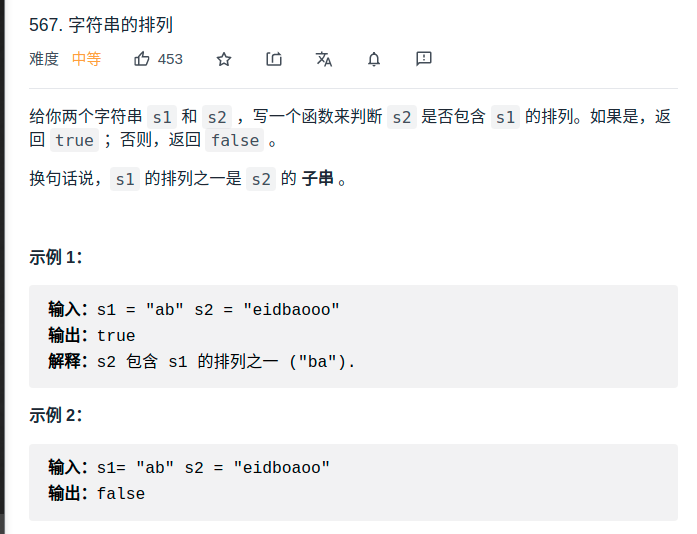 567. 字符串的排列
难度 中等 453
给你两个字符串 s1 和 s2 ，写一个函数来判断 s2 是否包含 s1 的排列。如果是，返
回 true ；否则，返回 false 。
换句话说，s1 的排列之一是 s2 的 子串 。
示例 1：
输入：s1 = "ab" s2 = "eidbaooo"
输出：true
解释：s2 包含 s1 的排列之一 ("ba").
示例 2：
输入：s1= "ab" s2 = "eidboaoo"
输出：false